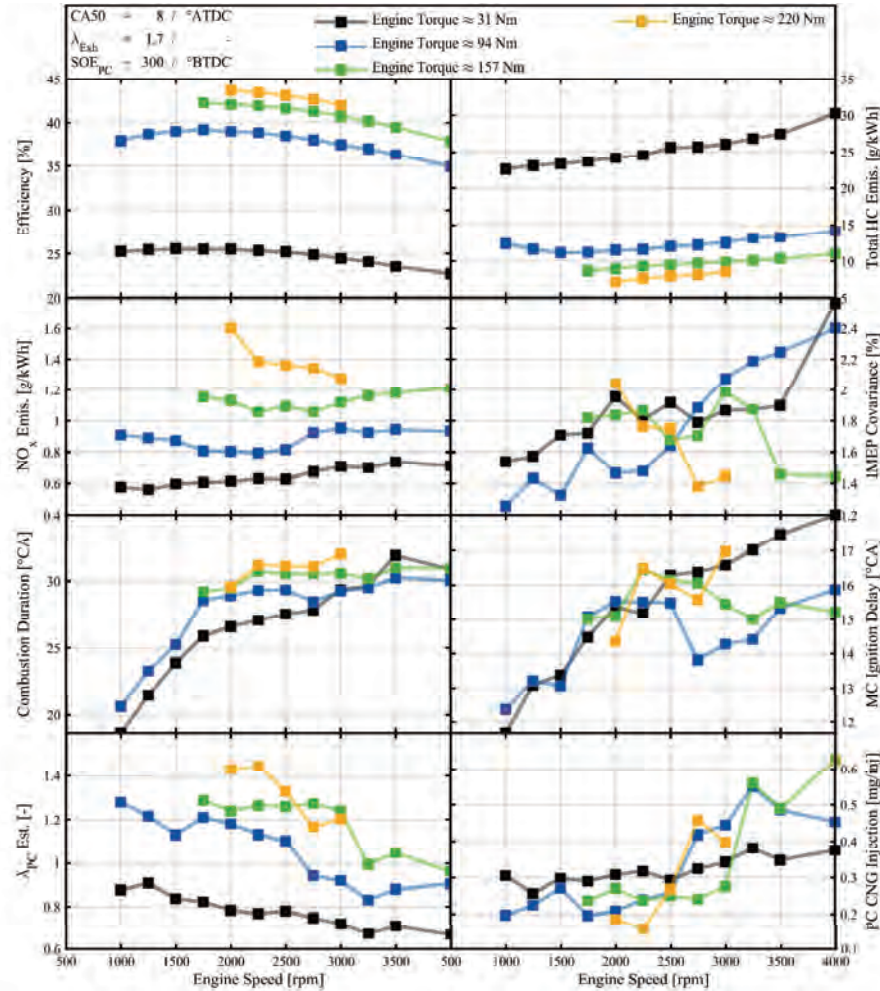 CA50 = 8 / °ATDC
λExh = 1.7 / -
SOEPC = 300 / °BTDC
Engine Torque ≈ 31 Nm
Engine Torque ≈ 94 Nm
Engine Torque ≈ 157 Nm
Engine Torque ≈ 220 Nm
Efficiency [%]
45
40
35
30
25
20
Total HC Emis. [g/kWh]
35
30
25
20
15
10
5
NOx Emis. [g/kWh]
1.6
1.4
1.2
1
0.8
0.6
0.4
IMEP Covariance [%]
2.4
2.2
2
1.8
1.6
1.4
1.2
Combustion Duration [°CA]
30
25
20
MC Ignition Delay [°CA]
17
16
15
14
13
12
λPC Est. [-]
1.4
1.2
1
0.8
0.6
PC CNG Injection [mg/inj]
0.6
0.5
0.4
0.3
0.2
0.1
500 1000 1500 2000 2500 3000 3500 500 1000 1500 2000 2500 3000 3500 4000
Engine Speed [rpm] Engine Speed [rpm]